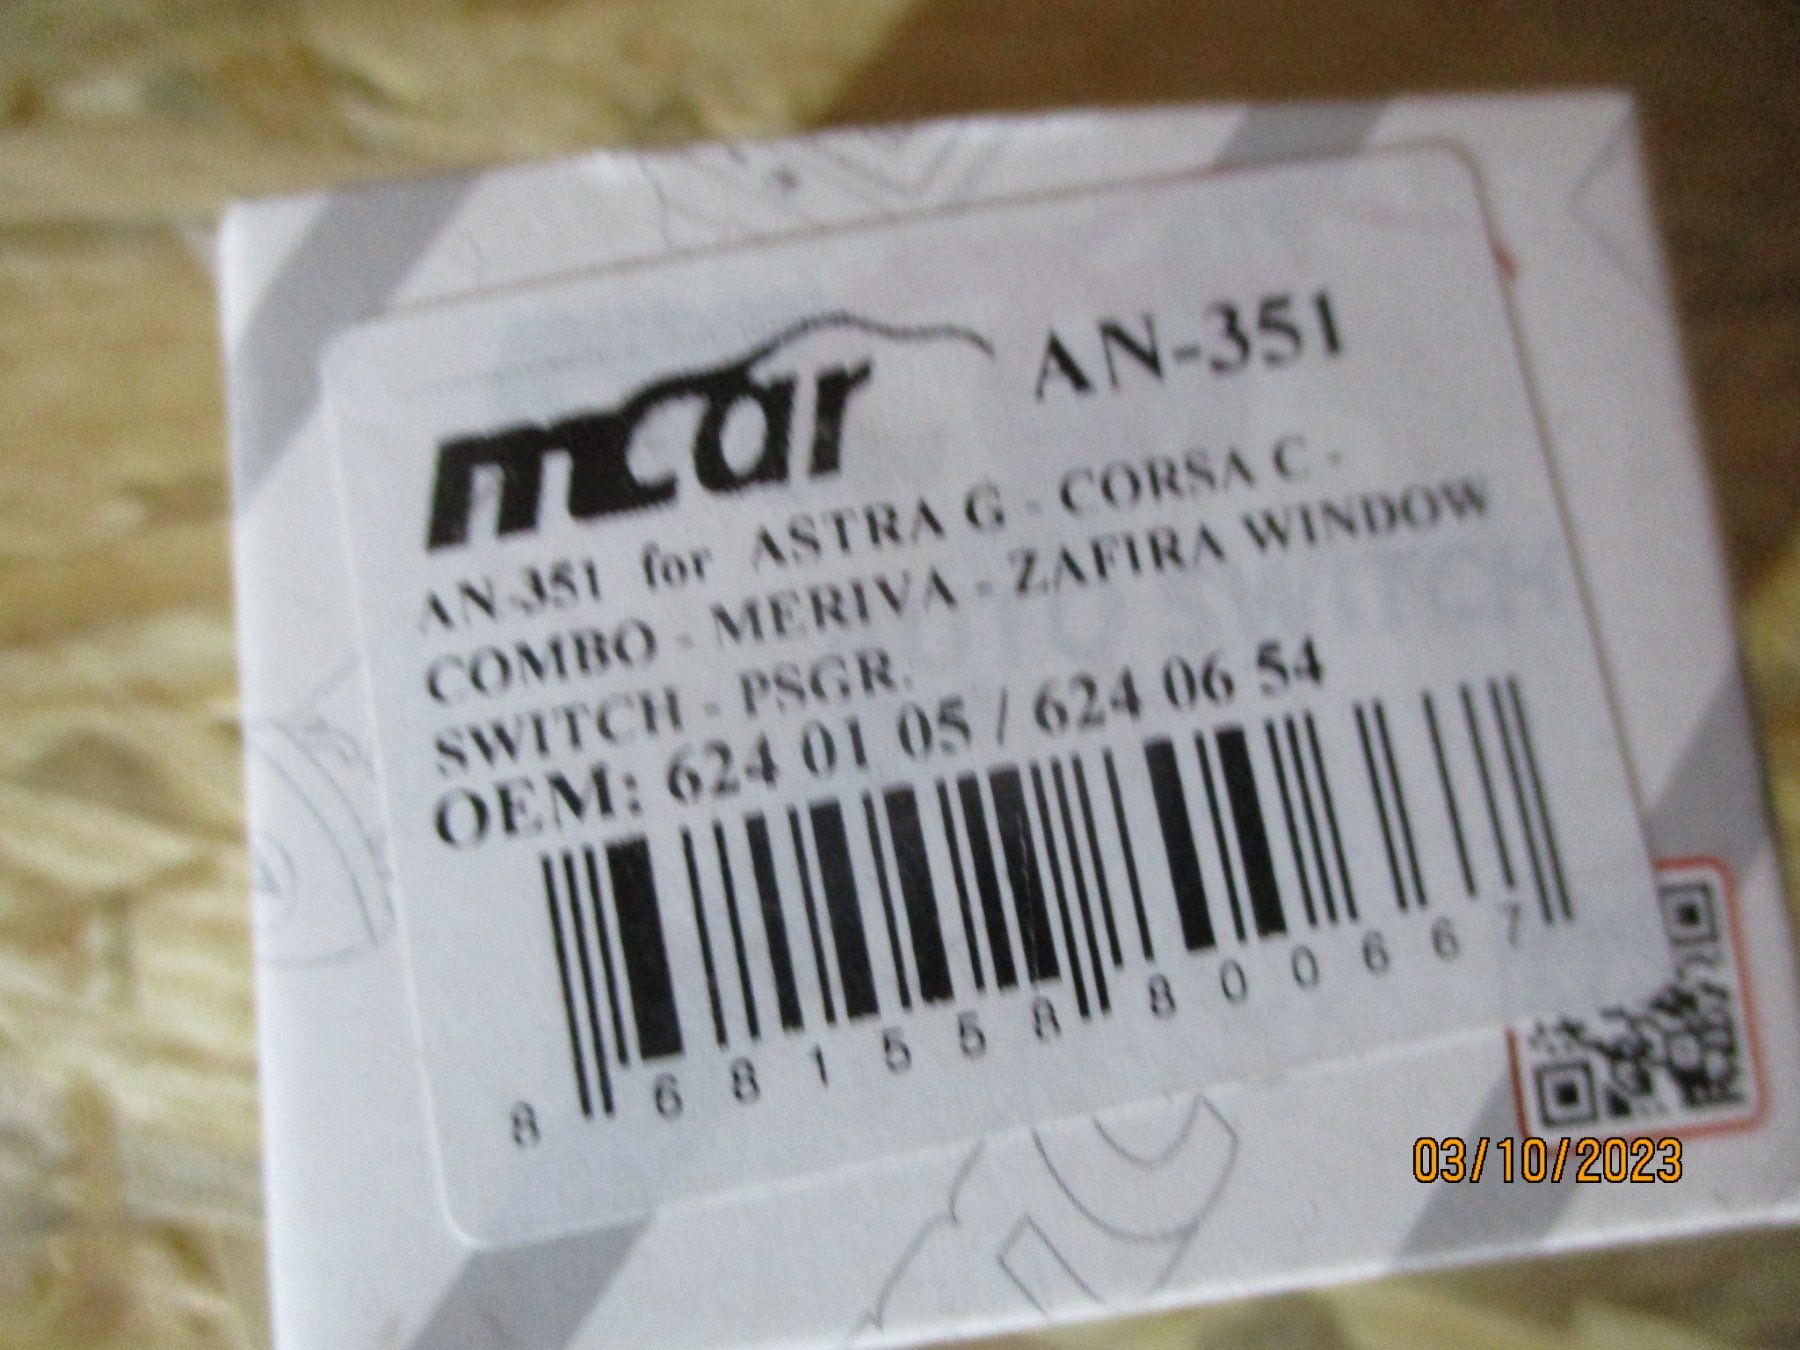 mcar AN-351
AN-351 for ASTRA G - CORSA C -
COMBO - MERIVA - ZAFIRA WINDOW
SWITCH - PSGR.
OEM: 624 01 05 / 624 06 54
8 681558 800667
03/10/2023